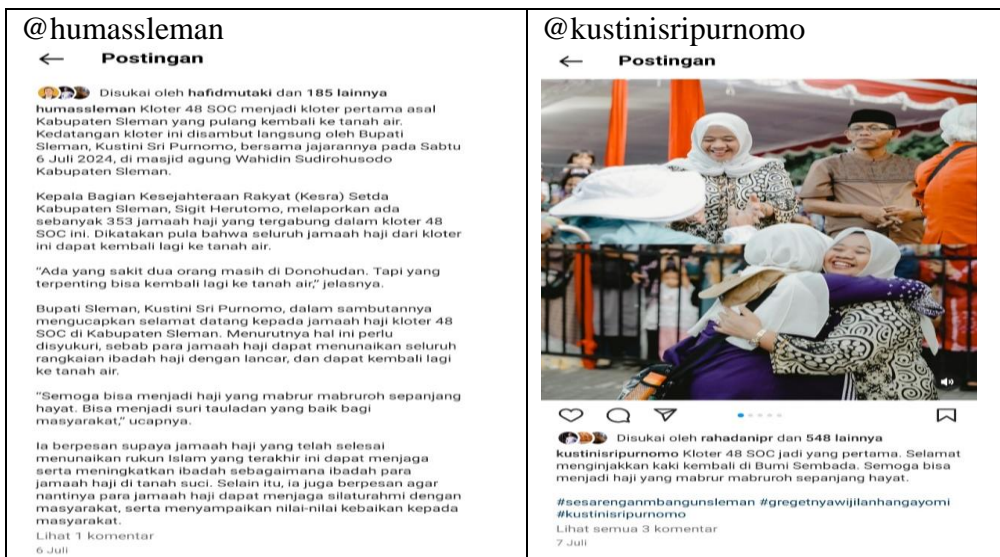 @humassleman
Postingan
Disukai oleh hafidmutaki dan 185 lainnya
humassleman Kloter 48 SOC menjadi kloter pertama asal
Kabupaten Sleman yang pulang kembali ke tanah air.
Kedatangan kloter ini disambut langsung oleh Bupati
Sleman, Kustini Sri Purnomo, bersama jajarannya pada Sabtu
6 Juli 2024, di masjid agung Wahidin Sudirohusodo
Kabupaten Sleman.
Kepala Bagian Kesejahteraan Rakyat (Kesra) Setda
Kabupaten Sleman, Sigit Herutomo, melaporkan ada
sebanyak 353 jamaah haji yang tergabung dalam kloter 48
SOC ini. Dikatakan pula bahwa seluruh jamaah haji dari kloter
ini dapat kembali lagi ke tanah air.
"Ada yang sakit dua orang masih di Donohudan. Tapi yang
terpenting bisa kembali lagi ke tanah air," jelasnya.
Bupati Sleman, Kustini Sri Purnomo, dalam sambutannya
mengucapkan selamat datang kepada jamaah haji kloter 48
SOC di Kabupaten Sleman. Menurutnya hal ini perlu
disyukuri, sebab para jamaah haji dapat menunaikan seluruh
rangkaian ibadah haji dengan lancar, dan dapat kembali lagi
ke tanah air.
"Semoga bisa menjadi haji yang mabrur mabruroh sepanjang
hayat. Bisa menjadi suri tauladan yang baik bagi
masyarakat," ucapnya.
Ia berpesan supaya jamaah haji yang telah selesai
menunaikan rukun Islam yang terakhir ini dapat menjaga
serta meningkatkan ibadah sebagaimana ibadah para
jamaah haji di tanah suci. Selain itu, ia juga berpesan agar
nantinya para jamaah haji dapat menjaga silaturahmi dengan
masyarakat, serta menyampaikan nilai-nilai kebaikan kepada
masyarakat.
Lihat 1 komentar
6 Juli
@kustinisripurnomo
Postingan
Disukai oleh rahadanipr dan 548 lainnya
kustinisripurnomo Kloter 48 SOC jadi yang pertama. Selamat
menginjakkan kaki kembali di Bumi Sembada. Semoga bisa
menjadi haji yang mabrur mabruroh sepanjang hayat.
#sesarenganmbangunsleman #gregetnyawijilanhangayomi
#kustinisripurnomo
Lihat semua 3 komentar
7 Juli